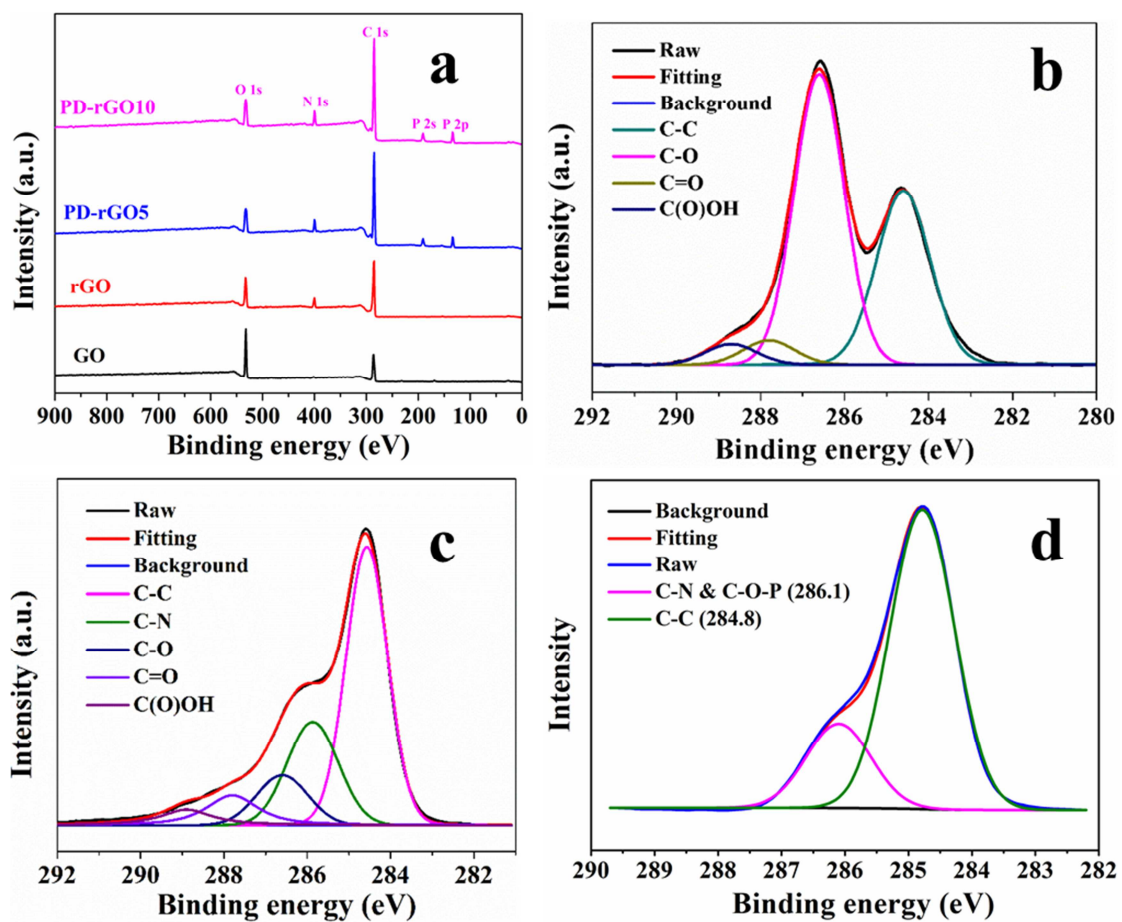 a
C 1s
O 1s
N 1s
P 2s
P 2p
PD-rGO10
PD-rGO5
rGO
GO
Intensity (a.u.)
900 800 700 600 500 400 300 200 100 0
Binding energy (eV)
b
Raw
Fitting
Background
C-C
C-O
C=O
C(O)OH
Intensity (a.u.)
292 290 288 286 284 282 280
Binding energy (eV)
c
Raw
Fitting
Background
C-C
C-N
C-O
C=O
C(O)OH
Intensity (a.u.)
292 290 288 286 284 282
Binding energy (eV)
d
Background
Fitting
Raw
C-N & C-O-P (286.1)
C-C (284.8)
Intensity
290 289 288 287 286 285 284 283 282
Binding energy (eV)